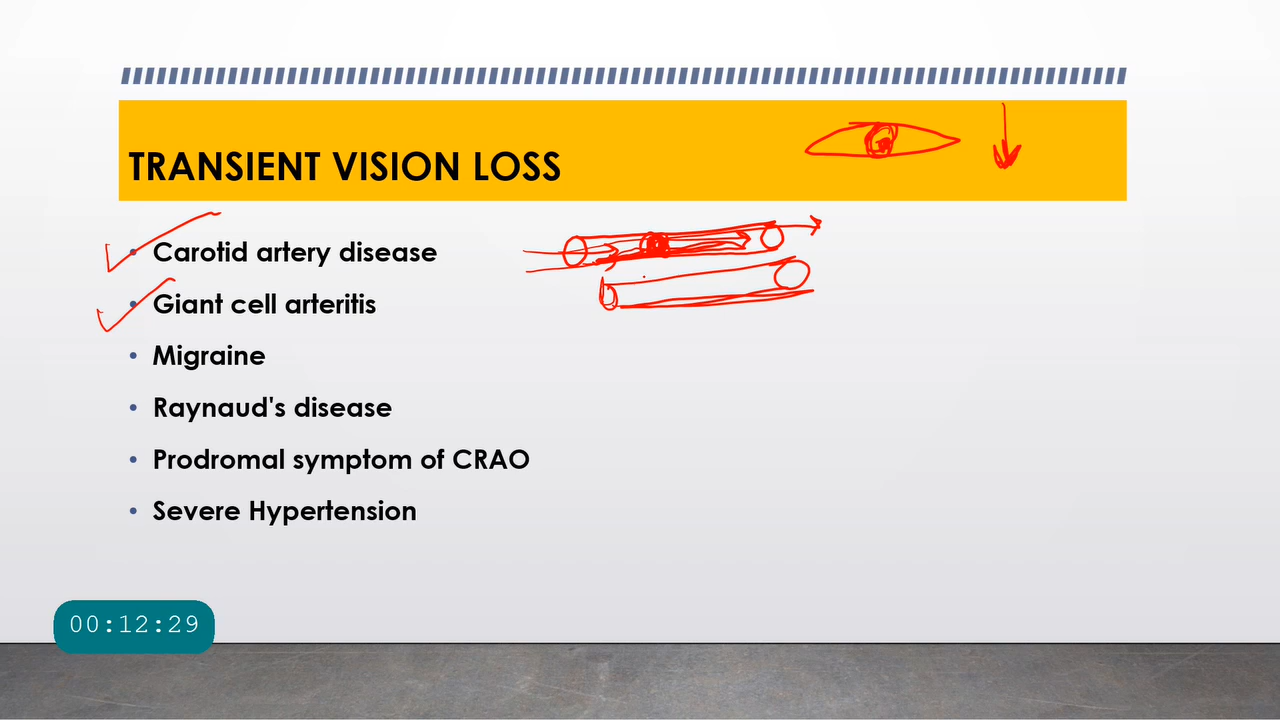 TRANSIENT VISION LOSS
• Carotid artery disease
• Giant cell arteritis
• Migraine
• Raynaud's disease
• Prodromal symptom of CRAO
• Severe Hypertension
00:12:29